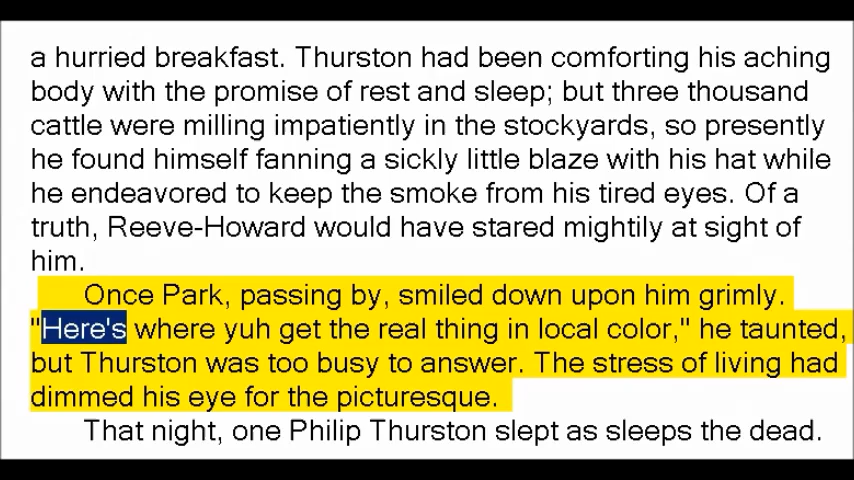 a hurried breakfast. Thurston had been comforting his aching
body with the promise of rest and sleep; but three thousand
cattle were milling impatiently in the stockyards, so presently
he found himself fanning a sickly little blaze with his hat while
he endeavored to keep the smoke from his tired eyes. Of a
truth, Reeve-Howard would have stared mightily at sight of
him.
Once Park, passing by, smiled down upon him grimly.
"Here's where yuh get the real thing in local color," he taunted,
but Thurston was too busy to answer. The stress of living had
dimmed his eye for the picturesque.
That night, one Philip Thurston slept as sleeps the dead.